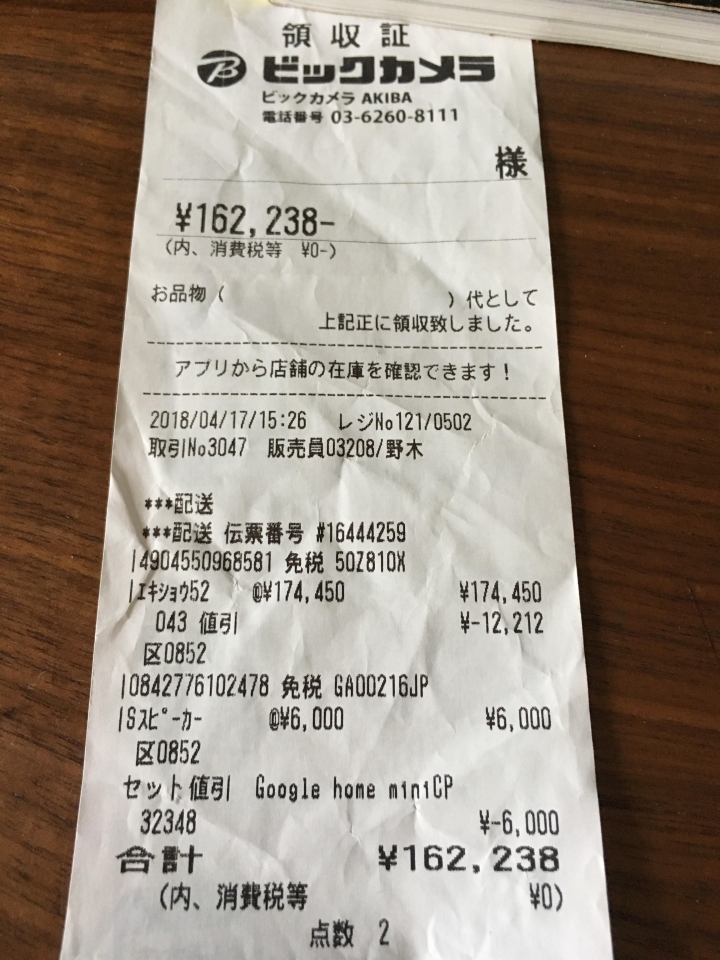 領収証
ビックカメラ
ビックカメラ AKIBA
電話番号 03-6260-8111
様
¥162,238-
(内、消費税等 ¥0-)
お品物 ( ) 代として
上記正に領収致しました。
アプリから店舗の在庫を確認できます!
2018/04/17/15:26 レジNo121/0502
取引No3047 販売員03208/野木
***配送
***配送 伝票番号 #16444259
|4904550968581 免税 50Z810X
|エキショウ52 @¥174,450 ¥174,450
043 値引 ¥-12,212
区0852
|0842776102478 免税 GA00216JP
|Sスピーカー @¥6,000 ¥6,000
区0852
セット値引 Google home miniCP
32348 ¥-6,000
合計 ¥162,238
(内、消費税等 ¥0)
点数 2